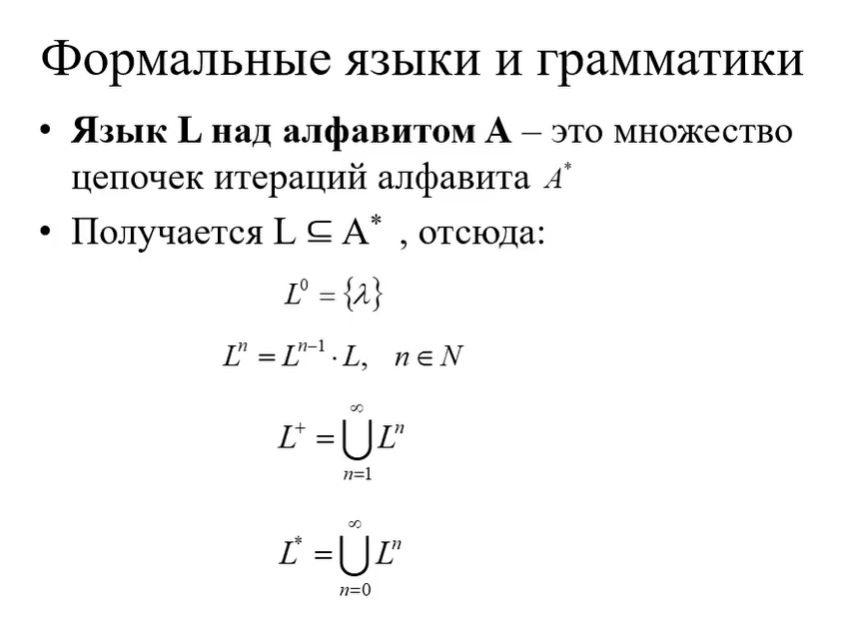 Формальные языки и грамматики
• Язык L над алфавитом A – это множество
цепочек итераций алфавита A*
• Получается L ⊆ A* , отсюда:
L⁰ = {λ}
Lⁿ = Lⁿ⁻¹ · L, n ∈ N
L⁺ = ⋃_{n=1}^{∞} Lⁿ
L* = ⋃_{n=0}^{∞} Lⁿ